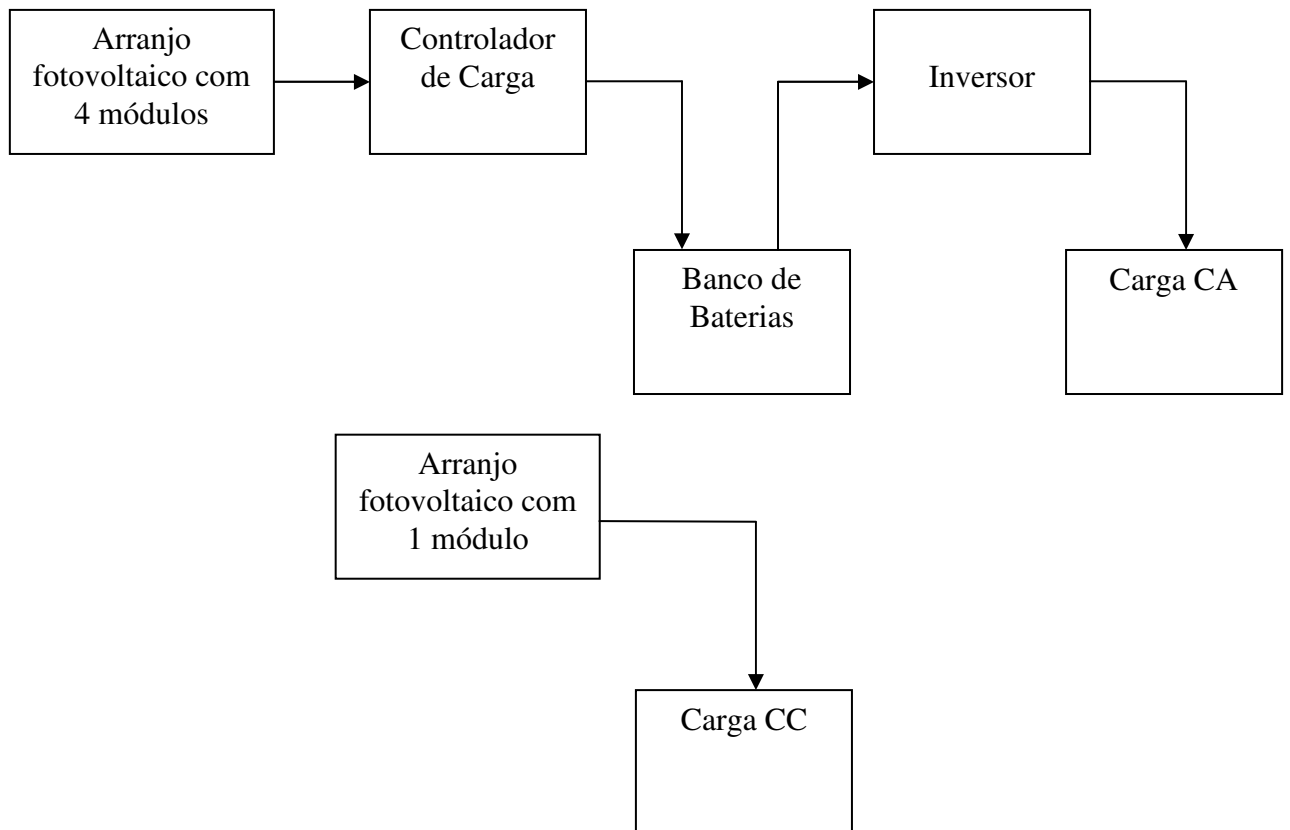 Arranjo
fotovoltaico com
4 módulos
Controlador
de Carga
Inversor
Banco de
Baterias
Carga CA
Arranjo
fotovoltaico com
1 módulo
Carga CC